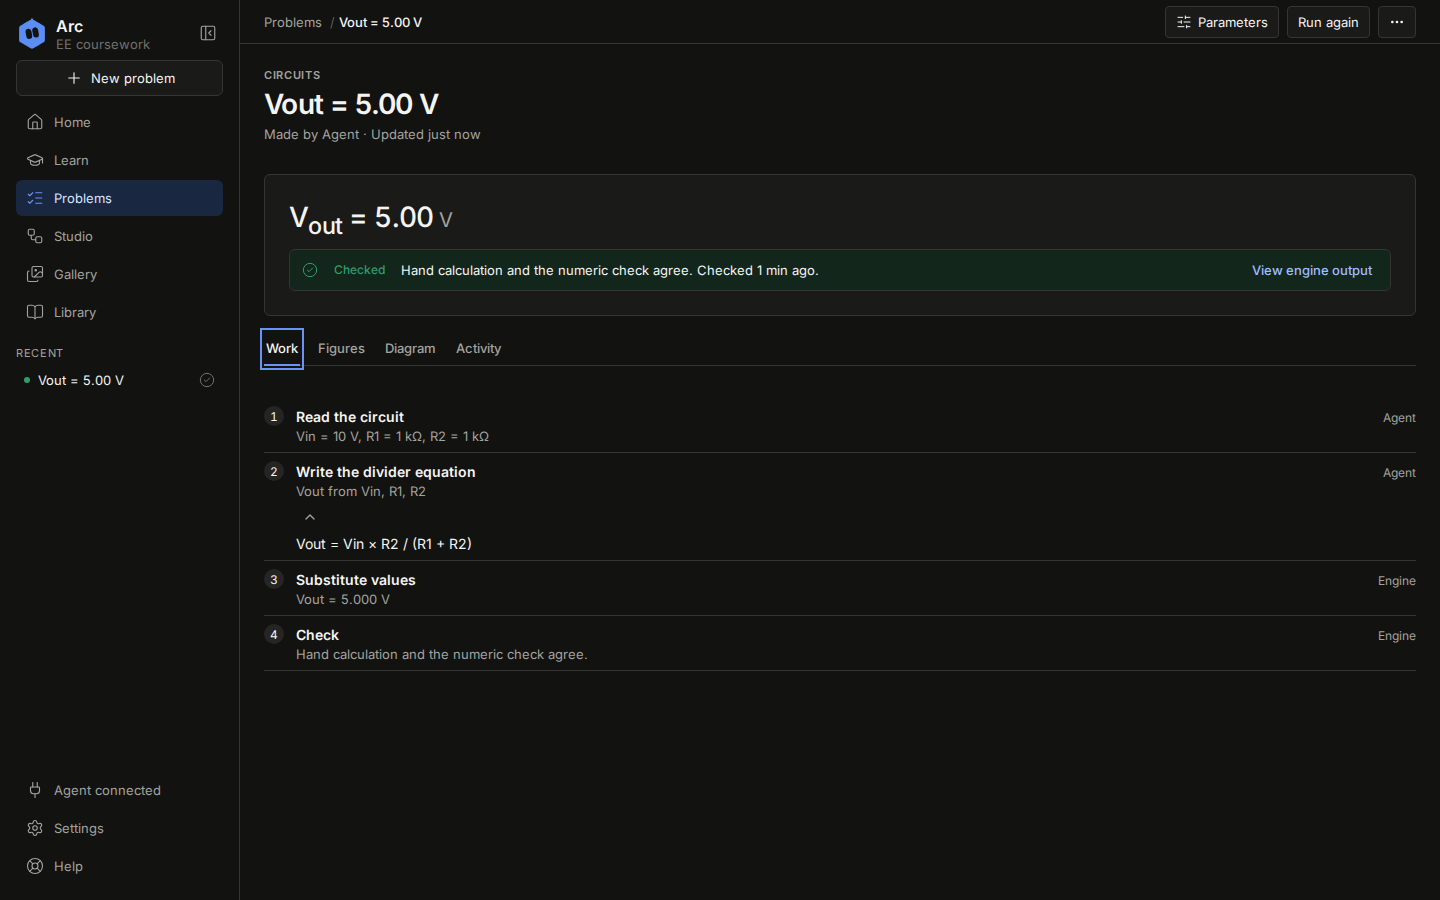 Arc
EE coursework
New problem
Home
Learn
Problems
Studio
Gallery
Library
RECENT
Vout = 5.00 V
Agent connected
Settings
Help
Problems / Vout = 5.00 V
Parameters
Run again
CIRCUITS
Vout = 5.00 V
Made by Agent · Updated just now
Vout = 5.00 V
Checked Hand calculation and the numeric check agree. Checked 1 min ago. View engine output
Work Figures Diagram Activity
1 Read the circuit Agent
Vin = 10 V, R1 = 1 kΩ, R2 = 1 kΩ
2 Write the divider equation Agent
Vout from Vin, R1, R2
Vout = Vin × R2 / (R1 + R2)
3 Substitute values Engine
Vout = 5.000 V
4 Check Engine
Hand calculation and the numeric check agree.